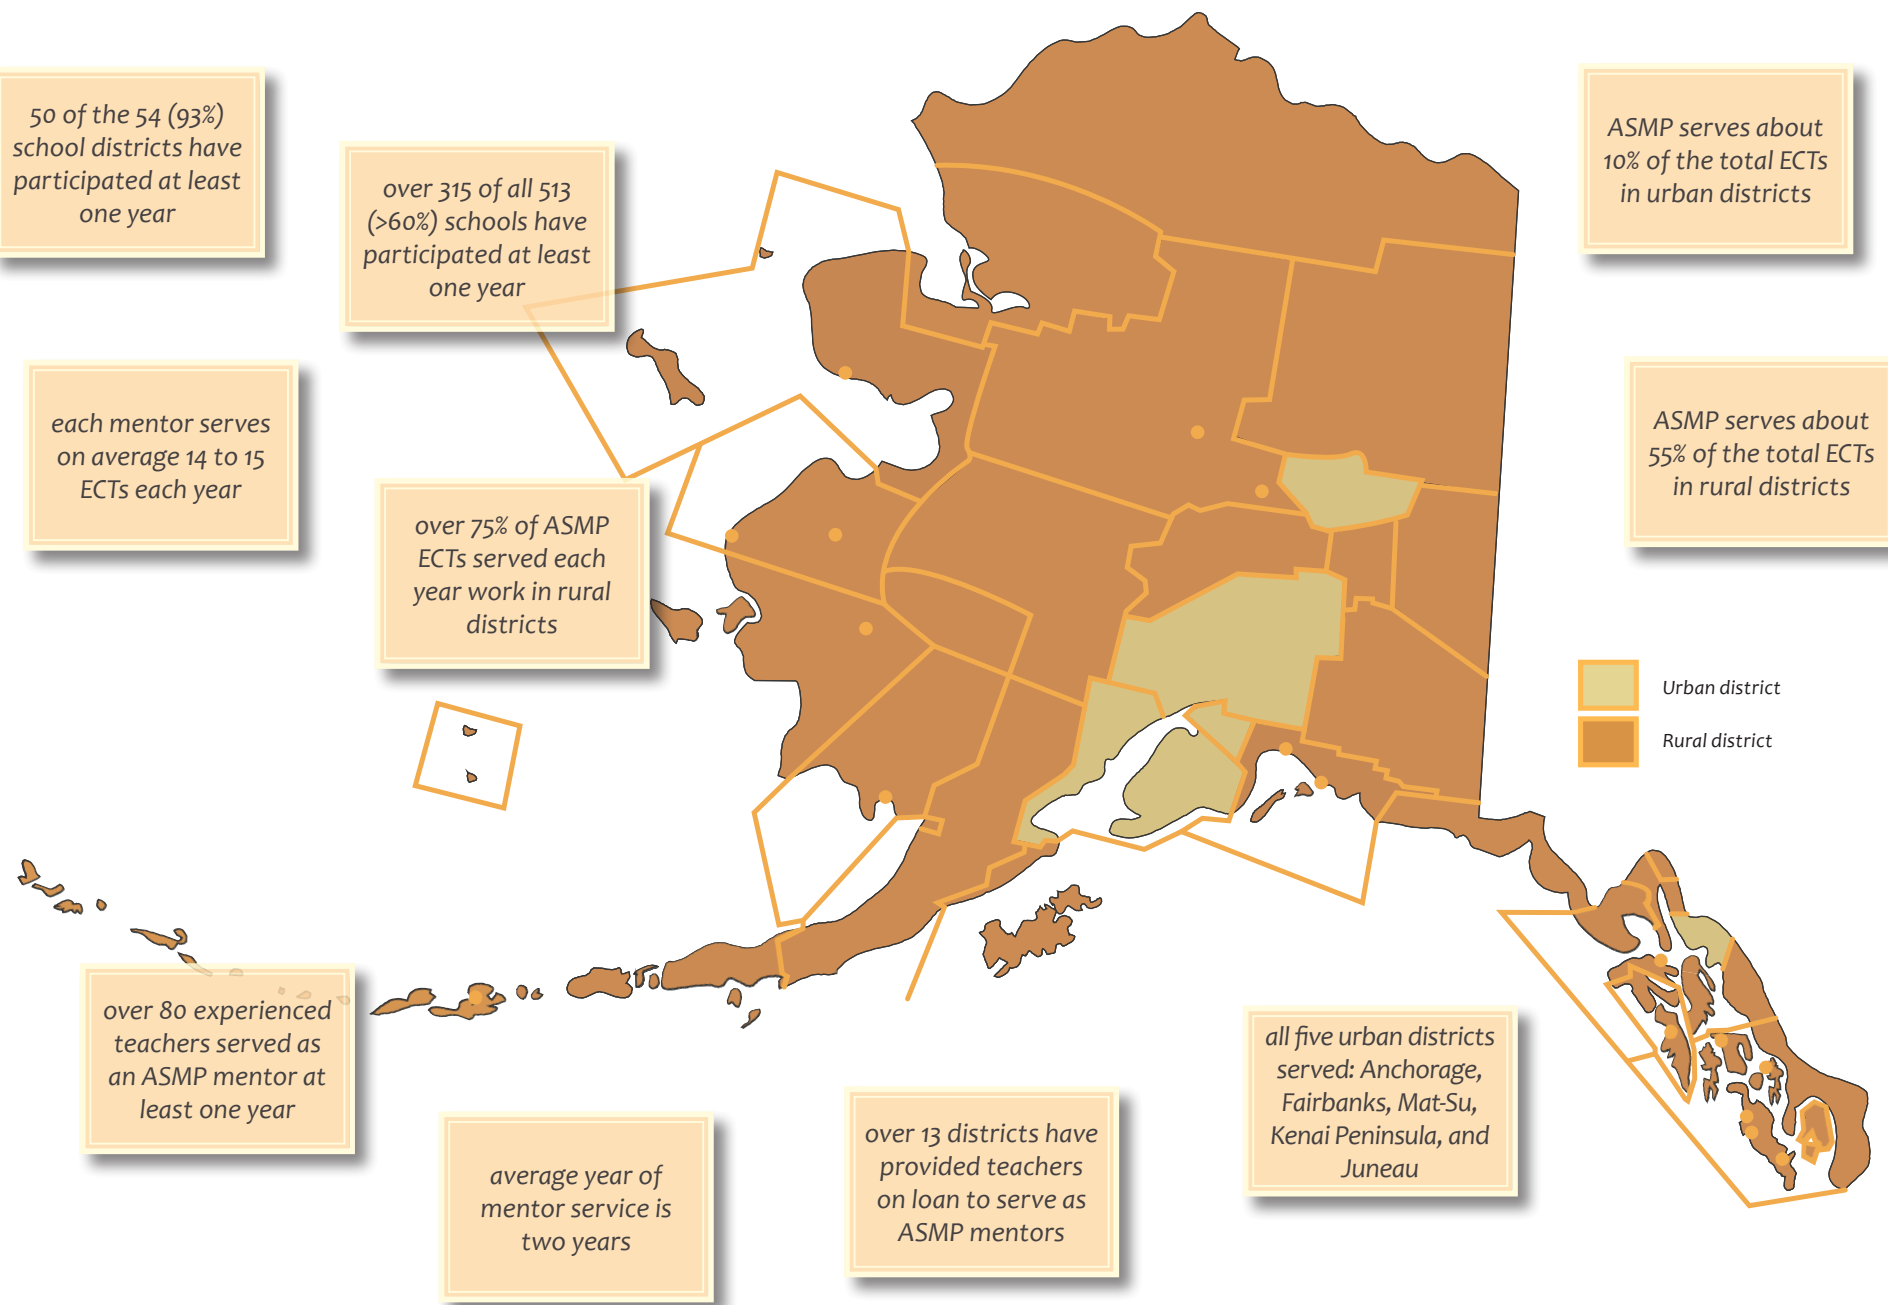 50 of the 54 (93%)
school districts have
participated at least
one year
over 315 of all 513
(>60%) schools have
participated at least
one year
ASMP serves about
10% of the total ECTs
in urban districts
each mentor serves
on average 14 to 15
ECTs each year
over 75% of ASMP
ECTs served each
year work in rural
districts
ASMP serves about
55% of the total ECTs
in rural districts
Urban district
Rural district
over 80 experienced
teachers served as
an ASMP mentor at
least one year
average year of
mentor service is
two years
over 13 districts have
provided teachers
on loan to serve as
ASMP mentors
all five urban districts
served: Anchorage,
Fairbanks, Mat-Su,
Kenai Peninsula, and
Juneau